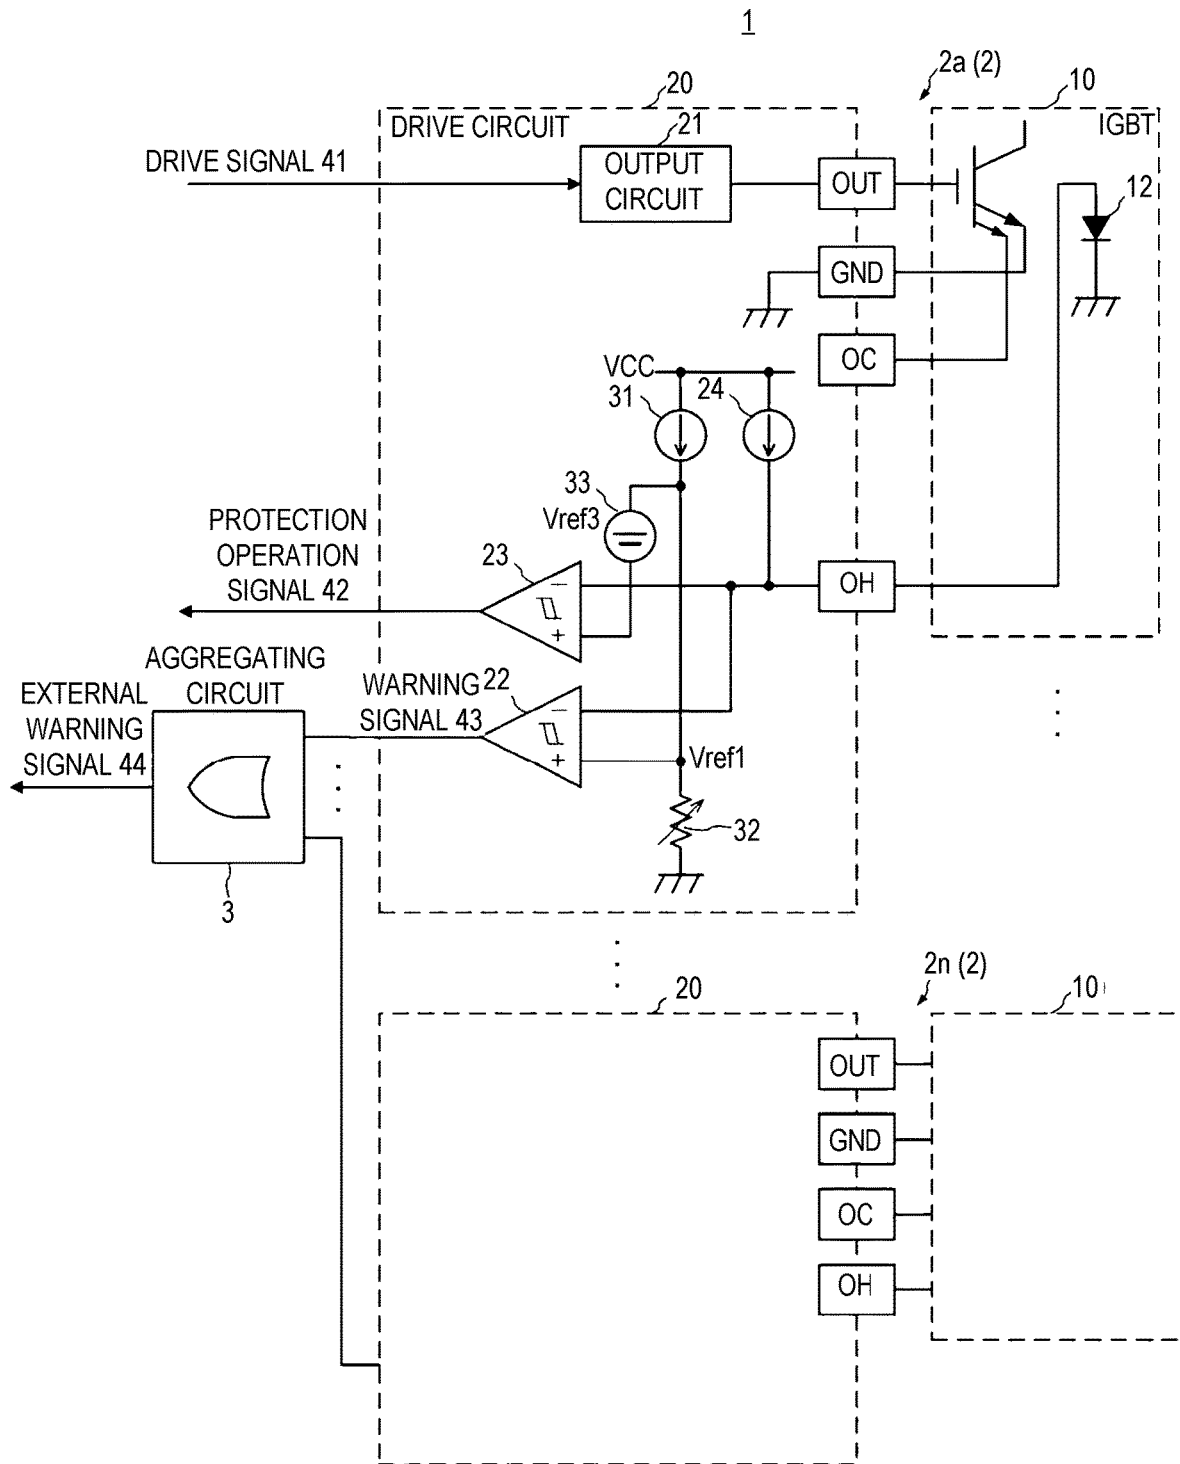 1
2a (2)
20
10
DRIVE CIRCUIT
21
IGBT
DRIVE SIGNAL 41
OUTPUT
CIRCUIT
OUT
12
GND
OC
VCC
31
24
33
Vref3
PROTECTION
OPERATION
SIGNAL 42
23
OH
−
+
AGGREGATING
CIRCUIT
EXTERNAL
WARNING
SIGNAL 44
WARNING
SIGNAL 43
22
−
+
Vref1
32
3
20
2n (2)
10
OUT
GND
OC
OH